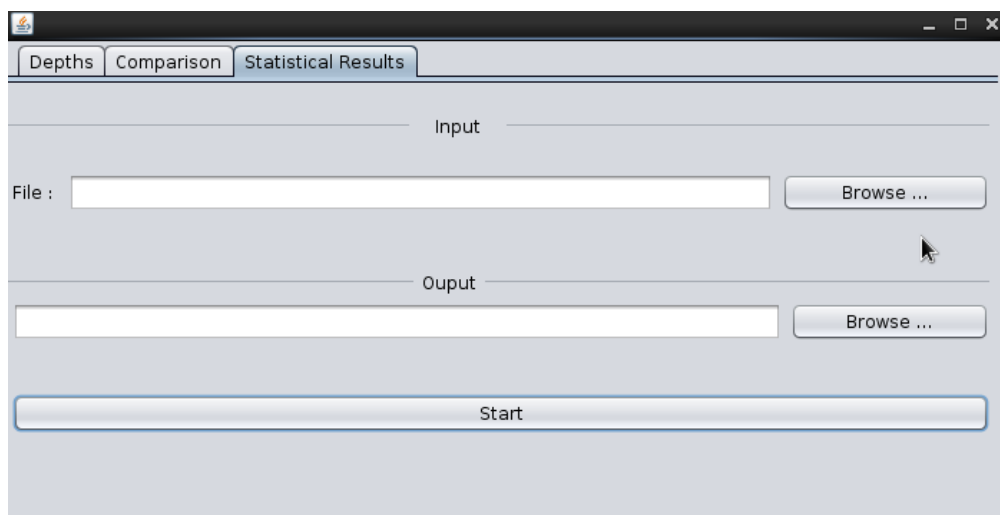 Depths Comparison Statistical Results
Input
File : Browse ...
Ouput
Browse ...
Start